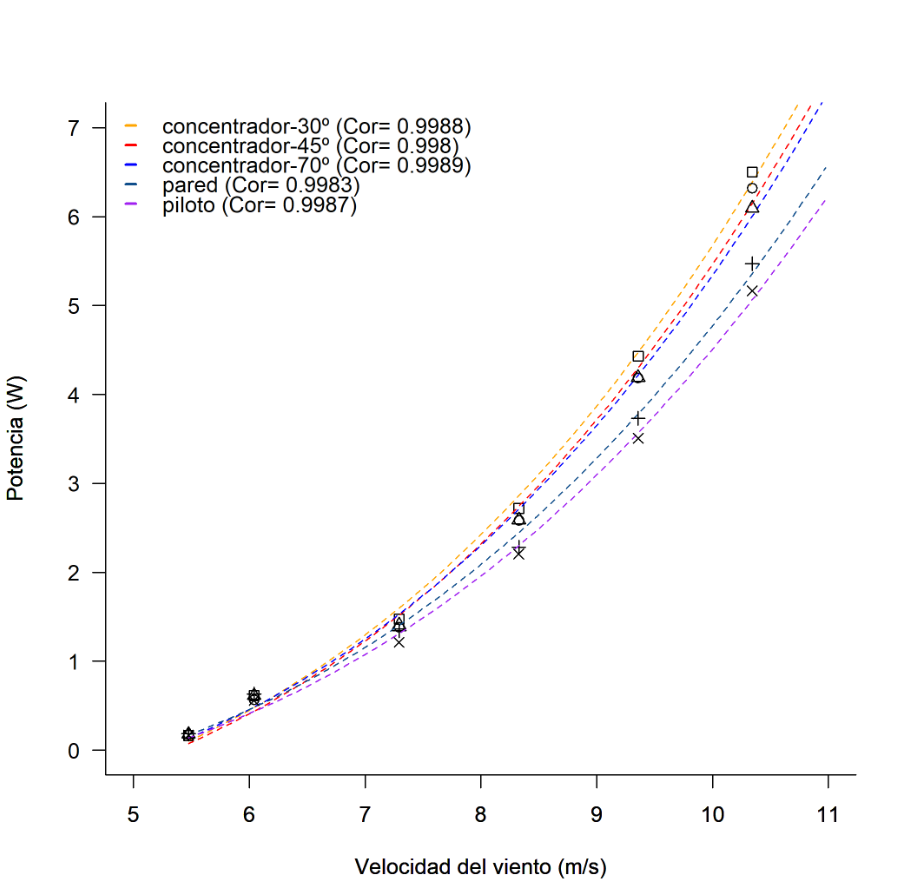 concentrador-30º (Cor= 0.9988)
concentrador-45º (Cor= 0.998)
concentrador-70º (Cor= 0.9989)
pared (Cor= 0.9983)
piloto (Cor= 0.9987)
Potencia (W)
7
6
5
4
3
2
1
0
5 6 7 8 9 10 11
Velocidad del viento (m/s)